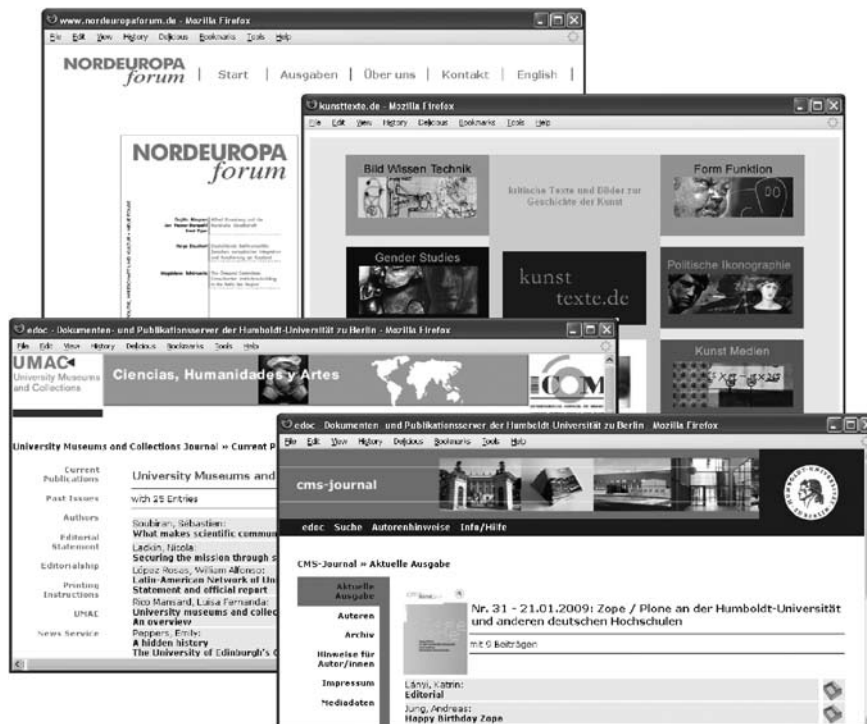 www.nordeuropaforum.de - Mozilla Firefox
File Edit View History Delicious Bookmarks Tools Help
NORDEUROPA
forum
Start | Ausgaben | Über uns | Kontakt | English
NORDEUROPA
forum
kunsttexte.de - Mozilla Firefox
File Edit View History Delicious Bookmarks Tools Help
Bild Wissen Technik
kritische Texte und Bilder zur
Geschichte der Kunst
Form Funktion
Gender Studies
kunst
texte.de
Politische Ikonographie
Kunst Medien
edoc - Dokumenten- und Publikationsserver der Humboldt-Universität zu Berlin - Mozilla Firefox
File Edit View History Delicious Bookmarks Tools Help
UMAC
University Museums
and Collections
Ciencias, Humanidades y Artes
ICOM
University Museums and Collections Journal » Current P
Current
Publications
Past Issues
Authors
Editorial
Statement
Editorialship
Printing
Instructions
UMAC
News Service
University Museums and
with 25 Entries
Soubiran, Sébastien:
What makes scientific commun
Ladkin, Nicola:
Securing the mission through s
López Rosas, William Alfonso:
Latin-American Network of Uni
Statement and official report
Rico Mansard, Luisa Fernanda:
University museums and collec
An overview
Peppers, Emily:
A hidden history
The University of Edinburgh's C
edoc - Dokumenten- und Publikationsserver der Humboldt-Universität zu Berlin - Mozilla Firefox
File Edit View History Delicious Bookmarks Tools Help
cms-journal
edoc Suche Autorenhinweise Info/Hilfe
CMS-Journal » Aktuelle Ausgabe
Aktuelle
Ausgabe
Autoren
Archiv
Hinweise für
Autor/innen
Impressum
Mediadaten
Nr. 31 - 21.01.2009: Zope / Plone an der Humboldt-Universität
und anderen deutschen Hochschulen
mit 9 Beiträgen
Lányi, Katrin:
Editorial
Jung, Andreas:
Happy Birthday Zope